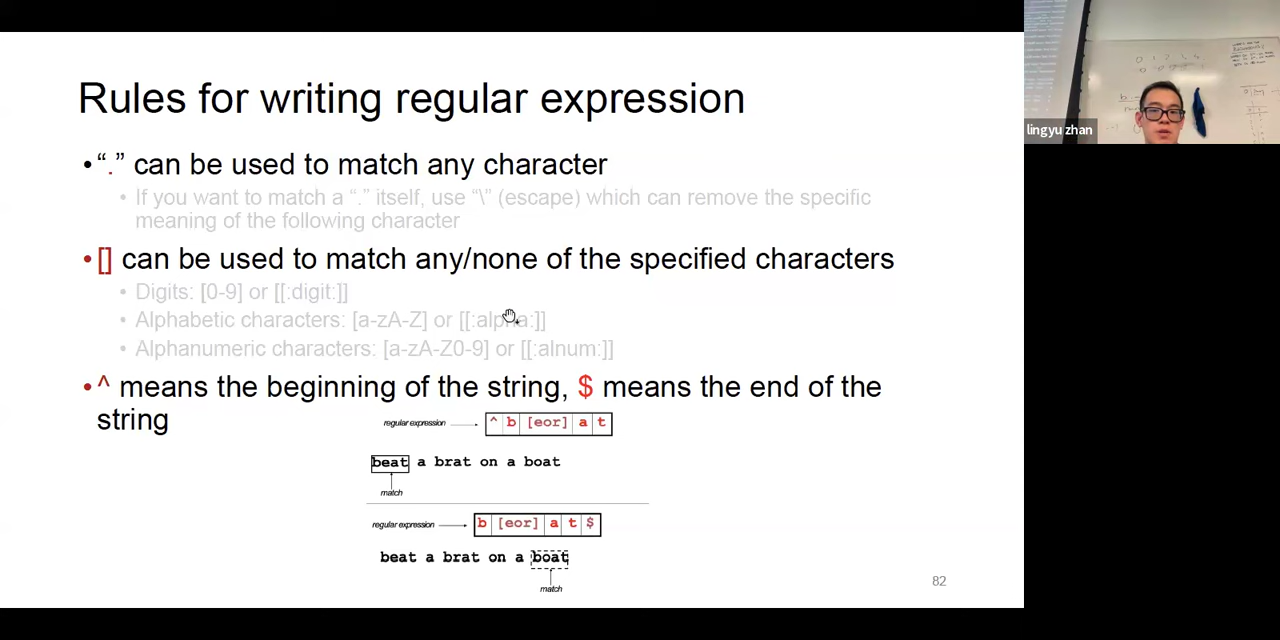 Rules for writing regular expression
• “.” can be used to match any character
• If you want to match a “.” itself, use “\” (escape) which can remove the specific
meaning of the following character
• [] can be used to match any/none of the specified characters
• Digits: [0-9] or [[:digit:]]
• Alphabetic characters: [a-zA-Z] or [[:alpha:]]
• Alphanumeric characters: [a-zA-Z0-9] or [[:alnum:]]
• ^ means the beginning of the string, $ means the end of the
string
regular expression ^ b [eor] a t
beat a brat on a boat
match
regular expression b [eor] a t $
beat a brat on a boat
match
82
lingyu zhan